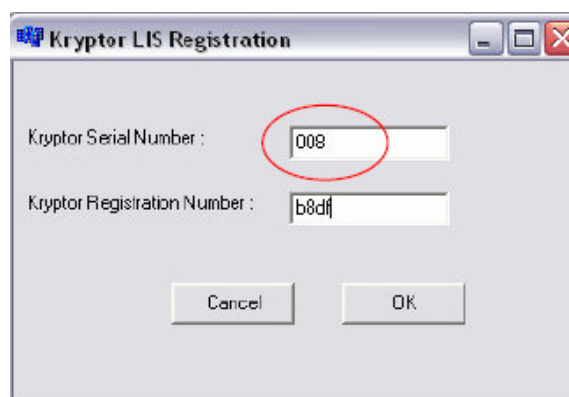 Kryptor LIS Registration
Kryptor Serial Number : 008
Kryptor Registration Number : b8df
Cancel OK